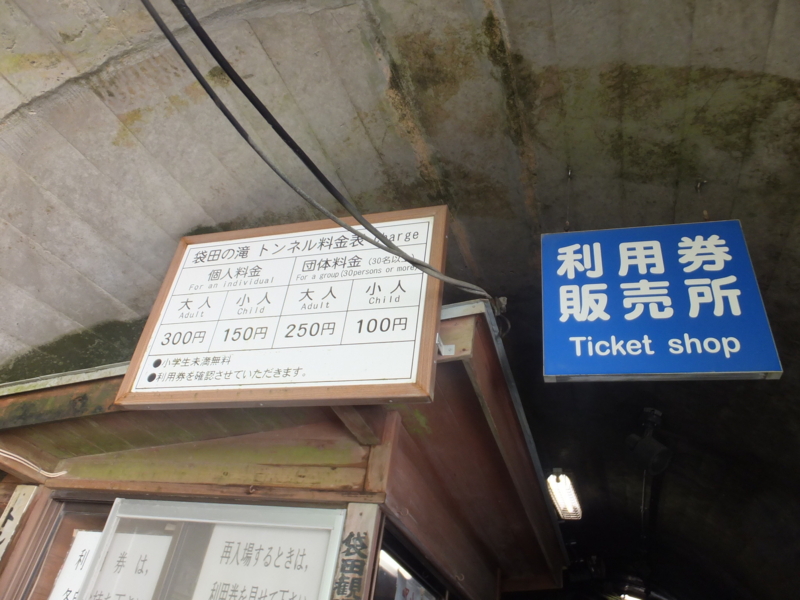 袋田の滝 トンネル料金表 Charge
個人料金
For an individual
団体料金 (30名以
For a group(30persons or more)
大人 小人 大人 小人
Adult Child Adult Child
300円 150円 250円 100円
●小学生未満無料
●利用券を確認させていただきます。
利用券
販売所
Ticket shop
券は、
再入場するときは、
利用券を見せて下さ
袋田観